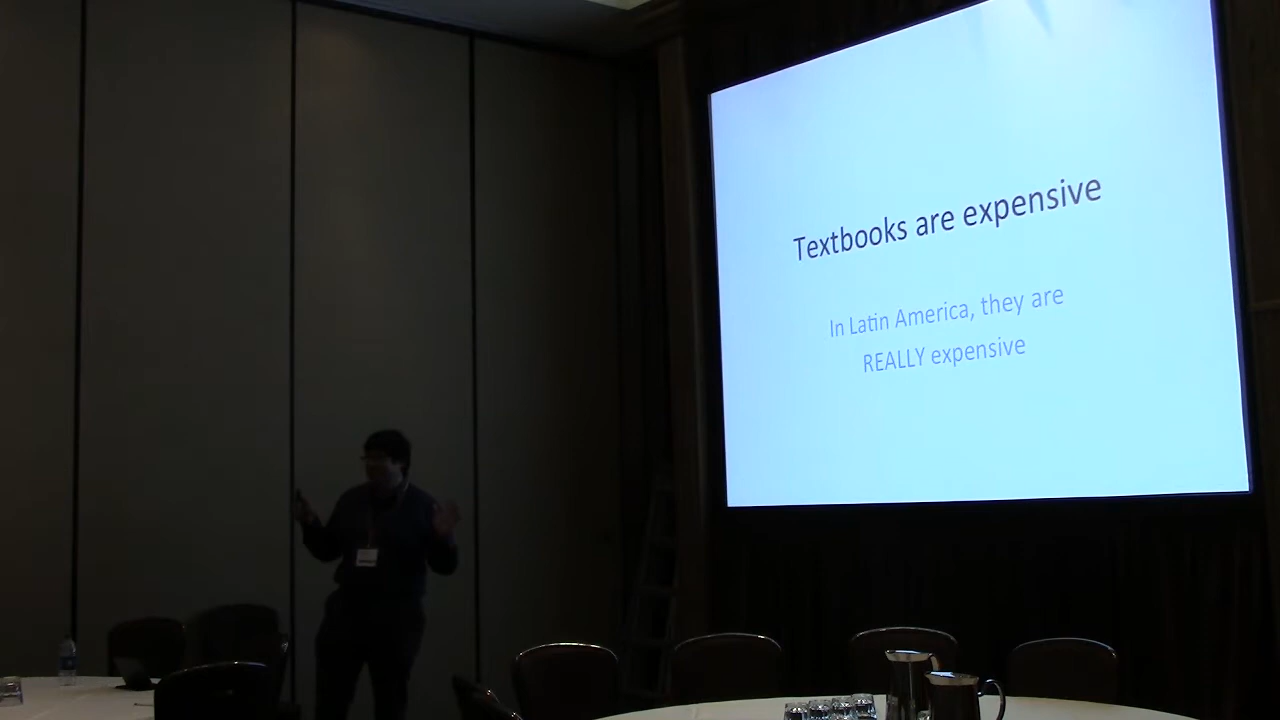 Textbooks are expensive
In Latin America, they are
REALLY expensive